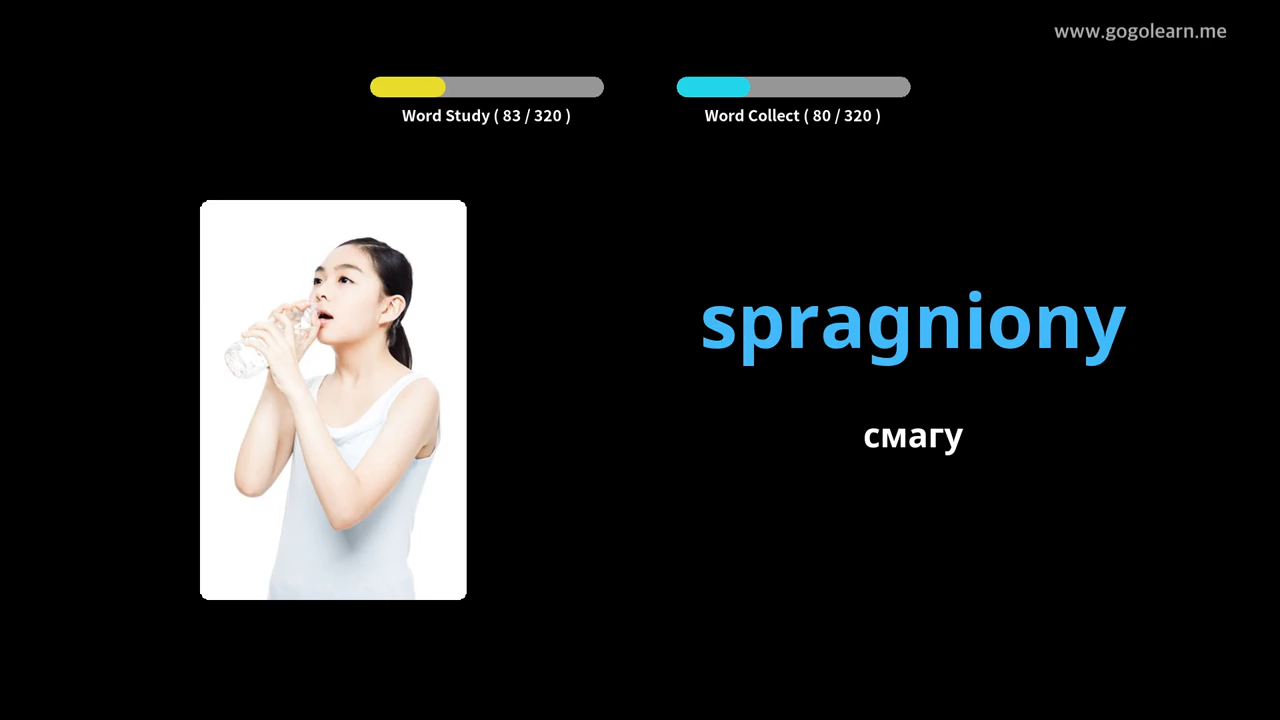 www.gogolearn.me
Word Study ( 83 / 320 )
Word Collect ( 80 / 320 )
spragniony
смагу